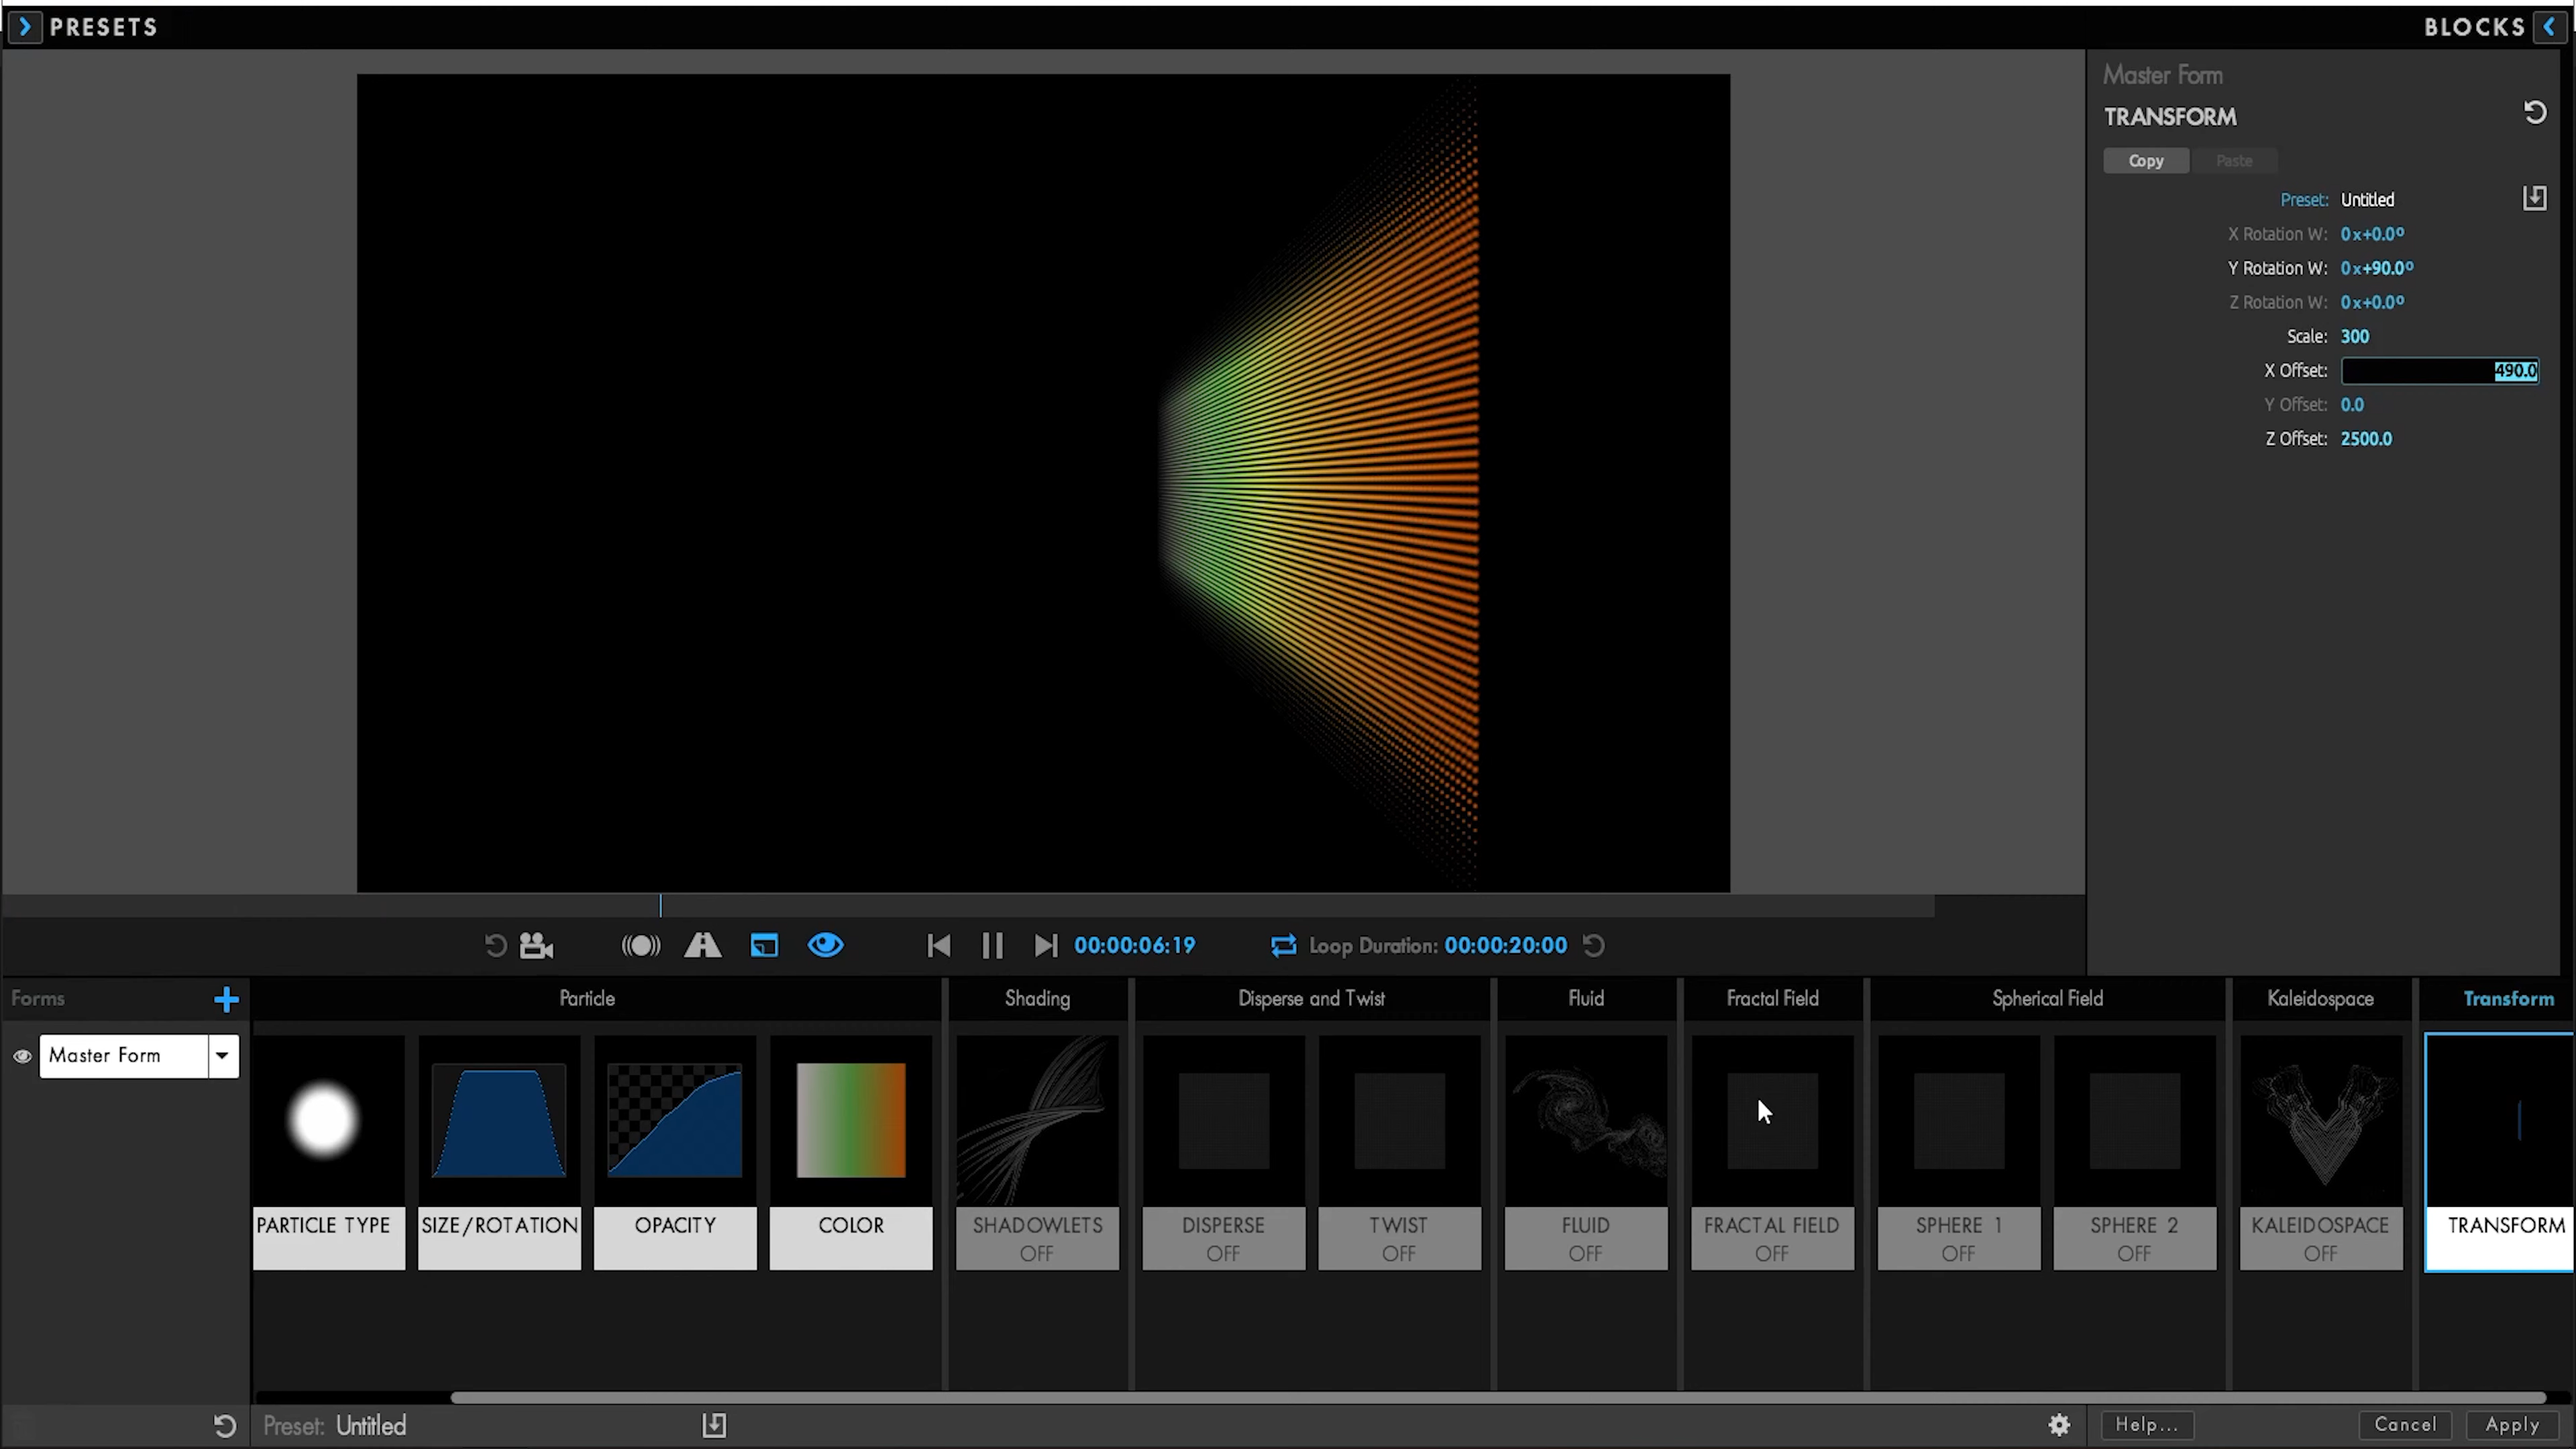 PRESETS
BLOCKS
Master Form
TRANSFORM
Copy Paste
Preset: Untitled
X Rotation W: 0x+0.0°
Y Rotation W: 0x+90.0°
Z Rotation W: 0x+0.0°
Scale: 300
X Offset: 490.0
Y Offset: 0.0
Z Offset: 2500.0
00:00:06:19 Loop Duration: 00:00:20:00
Forms Particle Shading Disperse and Twist Fluid Fractal Field Spherical Field Kaleidospace Transform
Master Form
PARTICLE TYPE SIZE/ROTATION OPACITY COLOR SHADOWLETS DISPERSE TWIST FLUID FRACTAL FIELD SPHERE 1 SPHERE 2 KALEIDOSPACE TRANSFORM
OFF OFF OFF OFF OFF OFF OFF OFF
Preset: Untitled Help... Cancel Apply